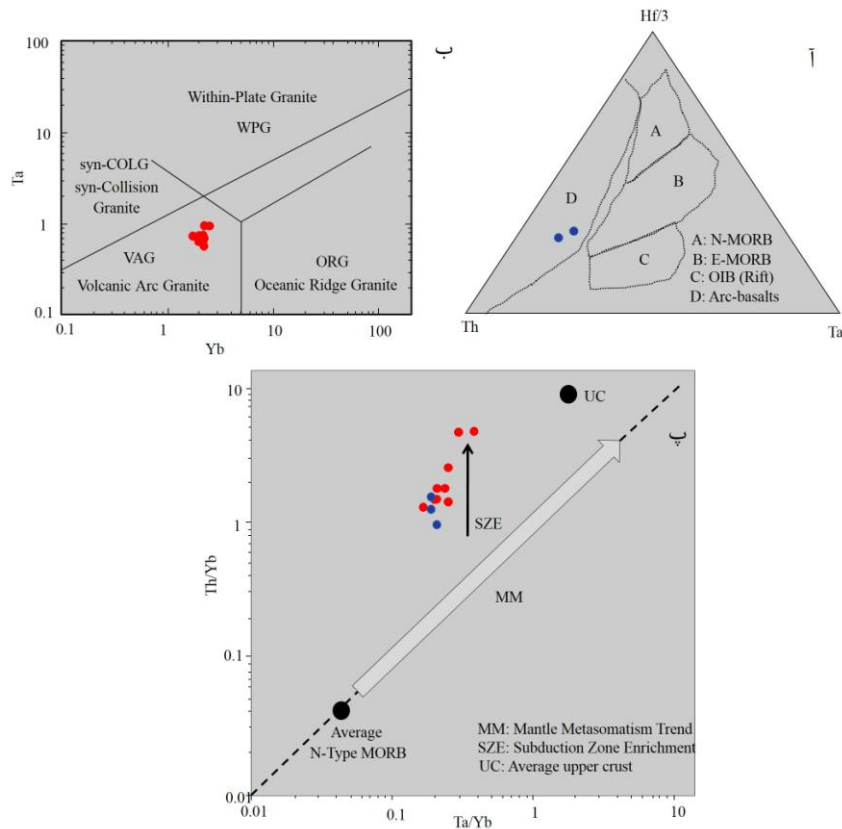 ب
100
10
1
0.1
Ta
Within-Plate Granite
WPG
syn-COLG
syn-Collision
Granite
VAG
Volcanic Arc Granite
ORG
Oceanic Ridge Granite
0.1
1
10
100
Yb
آ
Hf/3
A
B
C
D
A: N-MORB
B: E-MORB
C: OIB (Rift)
D: Arc-basalts
Th
Ta
پ
10
1
0.1
0.01
Th/Yb
UC
SZE
MM
Average
N-Type MORB
MM: Mantle Metasomatism Trend
SZE: Subduction Zone Enrichment
UC: Average upper crust
0.01
0.1
1
10
Ta/Yb